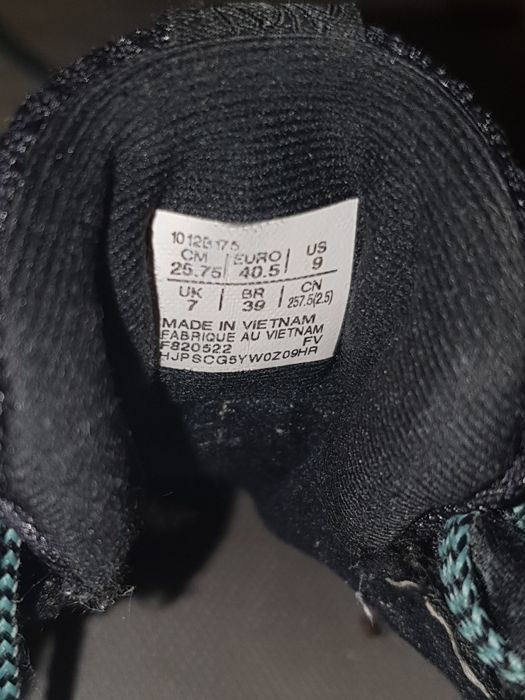 1012B175
CM EURO US
25.75 40.5 9
UK BR CN
7 39 257.5(2.5)
MADE IN VIETNAM
FABRIQUE AU VIETNAM
F820522 FV
HJPSCG5YW0Z09HR